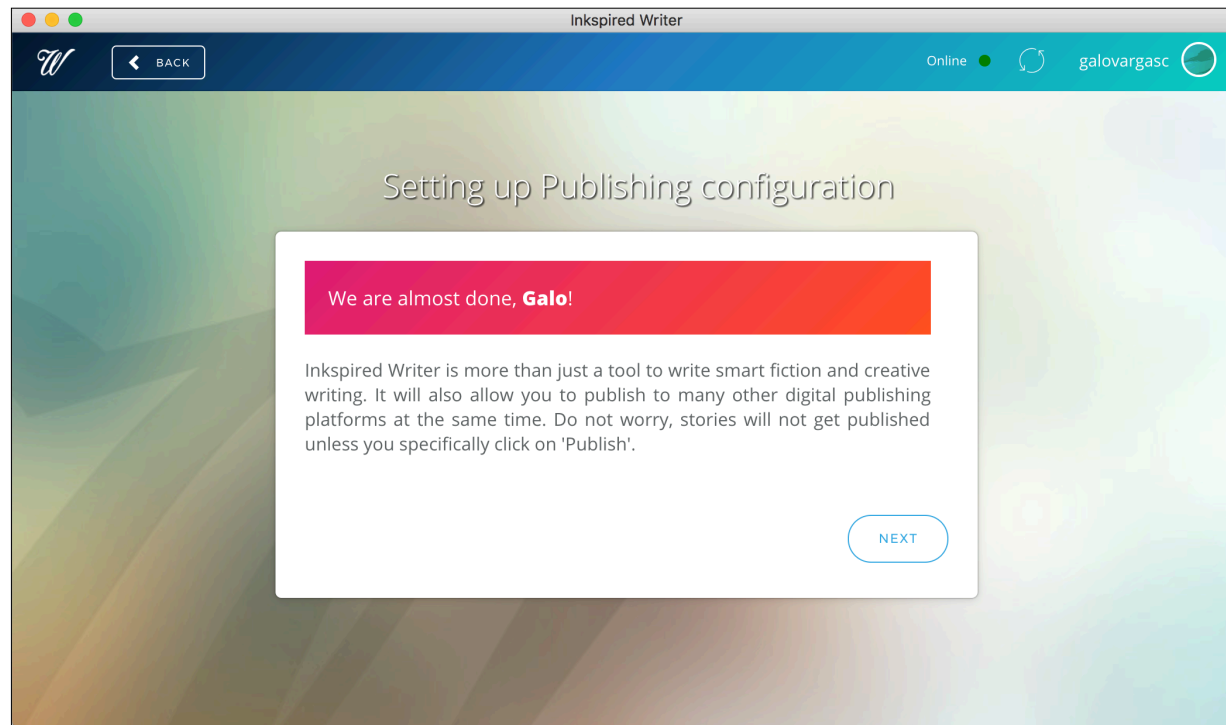 Inkspired Writer
W BACK Online galovargasc
Setting up Publishing configuration
We are almost done, Galo!
Inkspired Writer is more than just a tool to write smart fiction and creative
writing. It will also allow you to publish to many other digital publishing
platforms at the same time. Do not worry, stories will not get published
unless you specifically click on 'Publish'.
NEXT